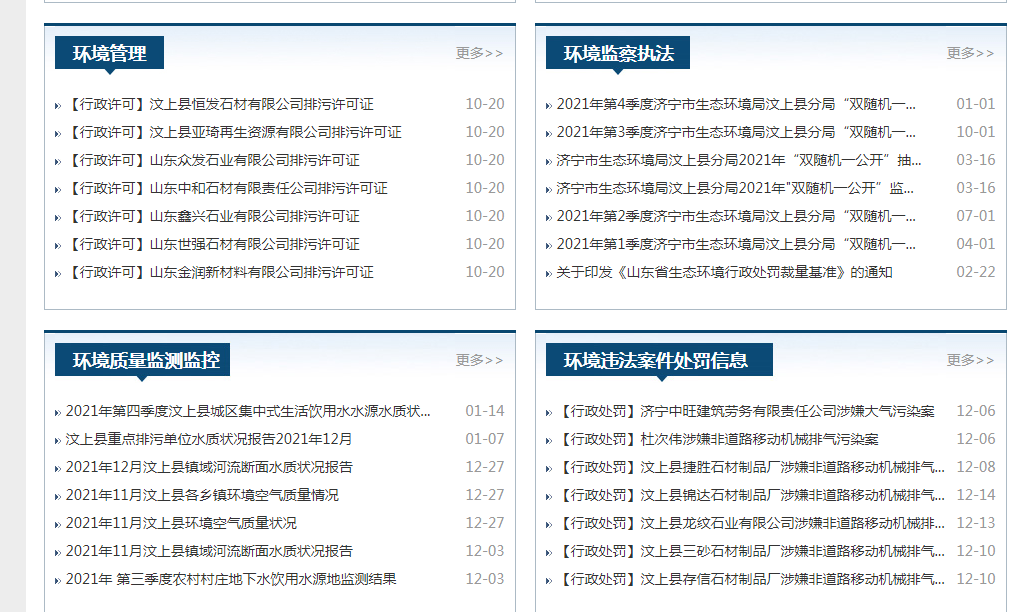 环境管理
更多>>
【行政许可】汶上县恒发石材有限公司排污许可证 10-20
【行政许可】汶上县亚琦再生资源有限公司排污许可证 10-20
【行政许可】山东众发石业有限公司排污许可证 10-20
【行政许可】山东中和石材有限责任公司排污许可证 10-20
【行政许可】山东鑫兴石业有限公司排污许可证 10-20
【行政许可】山东世强石材有限公司排污许可证 10-20
【行政许可】山东金润新材料有限公司排污许可证 10-20
环境监察执法
更多>>
2021年第4季度济宁市生态环境局汶上县分局“双随机一... 01-01
2021年第3季度济宁市生态环境局汶上县分局“双随机一... 10-01
济宁市生态环境局汶上县分局2021年“双随机一公开”抽... 03-16
济宁市生态环境局汶上县分局2021年"双随机一公开”监... 03-16
2021年第2季度济宁市生态环境局汶上县分局“双随机一... 07-01
2021年第1季度济宁市生态环境局汶上县分局“双随机一... 04-01
关于印发《山东省生态环境行政处罚裁量基准》的通知 02-22
环境质量监测监控
更多>>
2021年第四季度汶上县城区集中式生活饮用水水源水质状... 01-14
汶上县重点排污单位水质状况报告2021年12月 01-07
2021年12月汶上县镇域河流断面水质状况报告 12-27
2021年11月汶上县各乡镇环境空气质量情况 12-27
2021年11月汶上县环境空气质量状况 12-27
2021年11月汶上县镇域河流断面水质状况报告 12-03
2021年 第三季度农村村庄地下水饮用水源地监测结果 12-03
环境违法案件处罚信息
更多>>
【行政处罚】济宁中旺建筑劳务有限责任公司涉嫌大气污染案 12-06
【行政处罚】杜次伟涉嫌非道路移动机械排气污染案 12-06
【行政处罚】汶上县捷胜石材制品厂涉嫌非道路移动机械排气... 12-08
【行政处罚】汶上县锦达石材制品厂涉嫌非道路移动机械排气... 12-14
【行政处罚】汶上县龙纹石业有限公司涉嫌非道路移动机械排... 12-13
【行政处罚】汶上县三砂石材制品厂涉嫌非道路移动机械排气... 12-10
【行政处罚】汶上县存信石材制品厂涉嫌非道路移动机械排气... 12-10